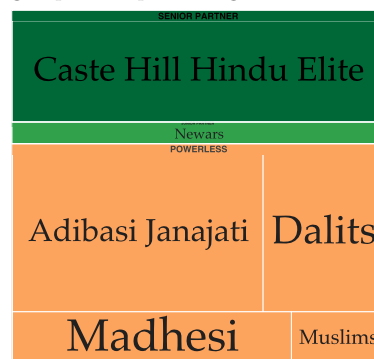 SENIOR PARTNER
Caste Hill Hindu Elite
Newars
POWERLESS
Adibasi Janajati
Dalits
Madhesi
Muslims